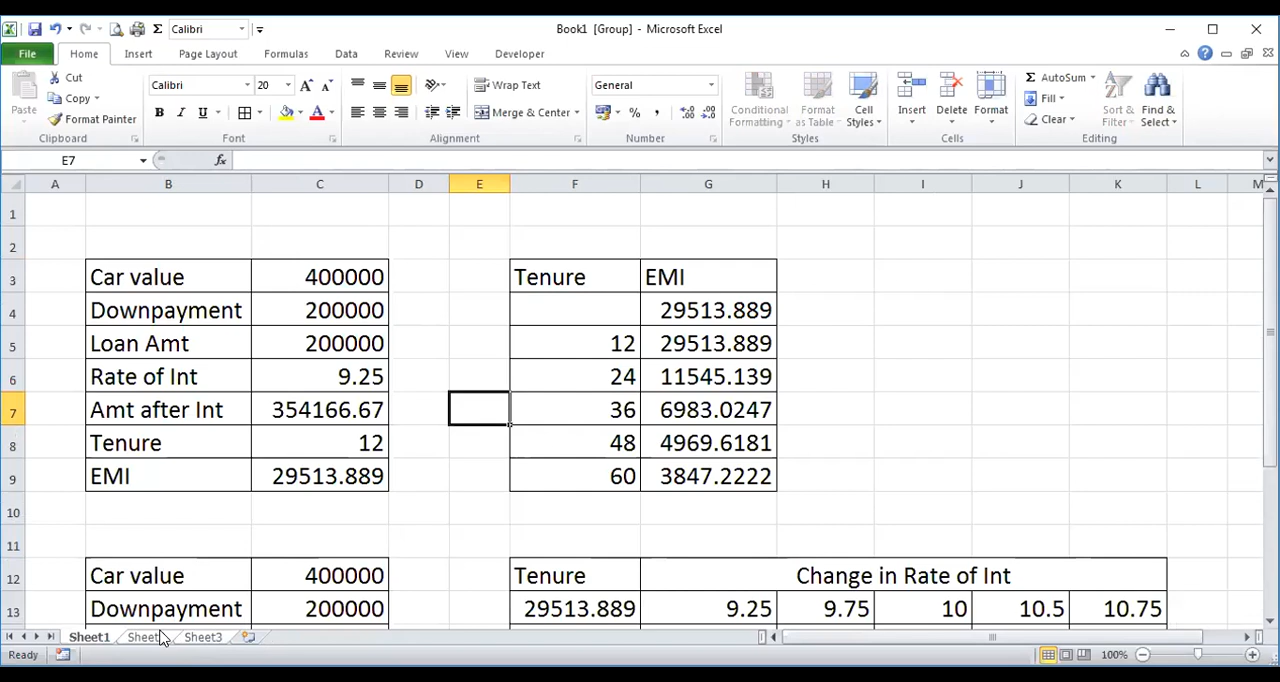 Calibri
Book1 [Group] - Microsoft Excel
File Home Insert Page Layout Formulas Data Review View Developer
Paste
Cut
Copy
Format Painter
Clipboard
Calibri 20
B I U A
Font
Wrap Text
Merge & Center
Alignment
General
% ,
Number
Conditional Formatting
Format as Table
Cell Styles
Styles
Insert Delete Format
Cells
AutoSum
Fill
Clear
Sort & Filter
Find & Select
Editing
E7 fx
A B C D E F G H I J K L M
1
2
3 Car value 400000 Tenure EMI
4 Downpayment 200000 29513.889
5 Loan Amt 200000 12 29513.889
6 Rate of Int 9.25 24 11545.139
7 Amt after Int 354166.67 36 6983.0247
8 Tenure 12 48 4969.6181
9 EMI 29513.889 60 3847.2222
10
11
12 Car value 400000 Tenure Change in Rate of Int
13 Downpayment 200000 29513.889 9.25 9.75 10 10.5 10.75
Sheet1 Sheet Sheet3
Ready 100%